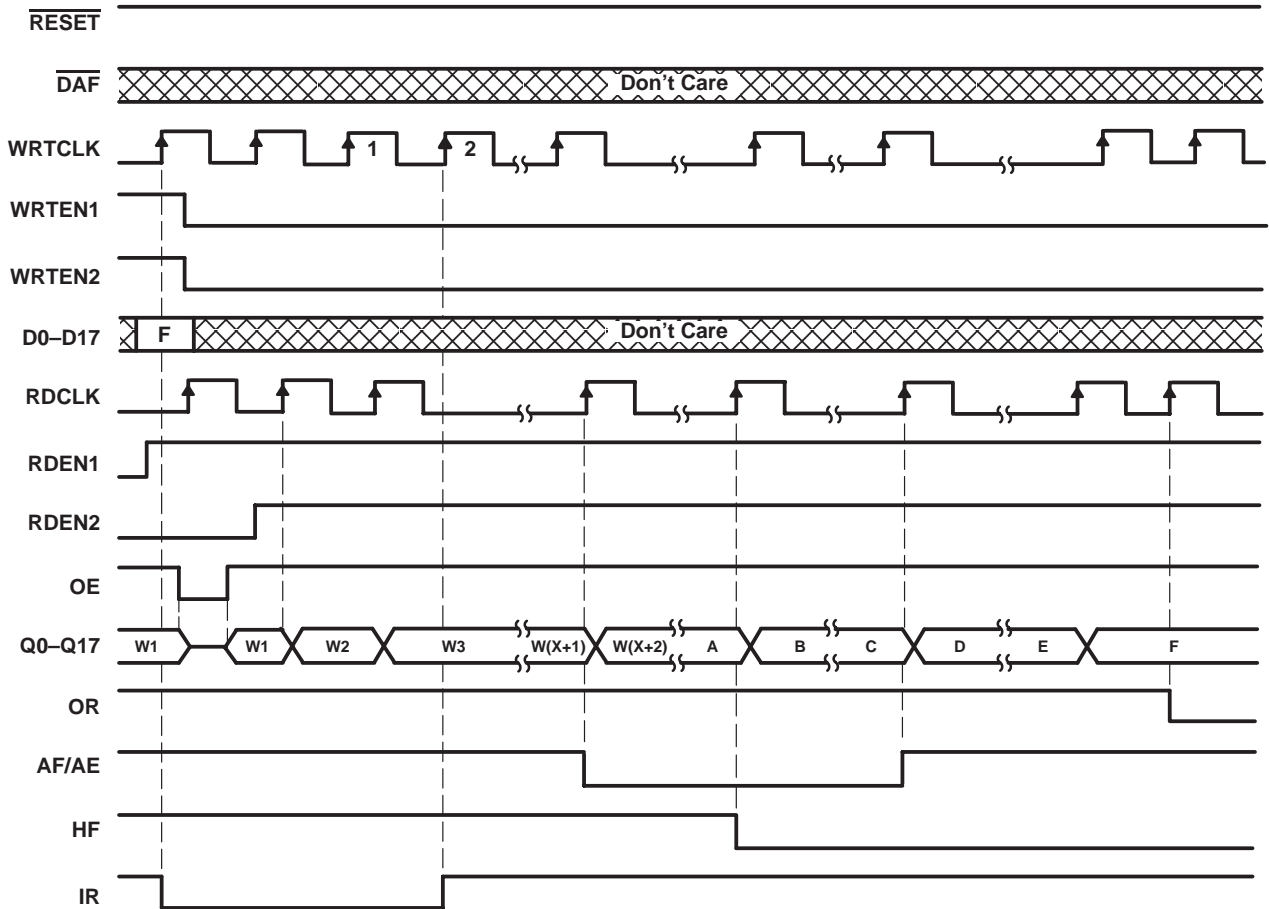 RESET
DAF
Don't Care
WRTCLK
1
2
WRTEN1
WRTEN2
D0–D17
F
Don't Care
RDCLK
RDEN1
RDEN2
OE
Q0–Q17
W1
W1
W2
W3
W(X+1)
W(X+2)
A
B
C
D
E
F
OR
AF/AE
HF
IR